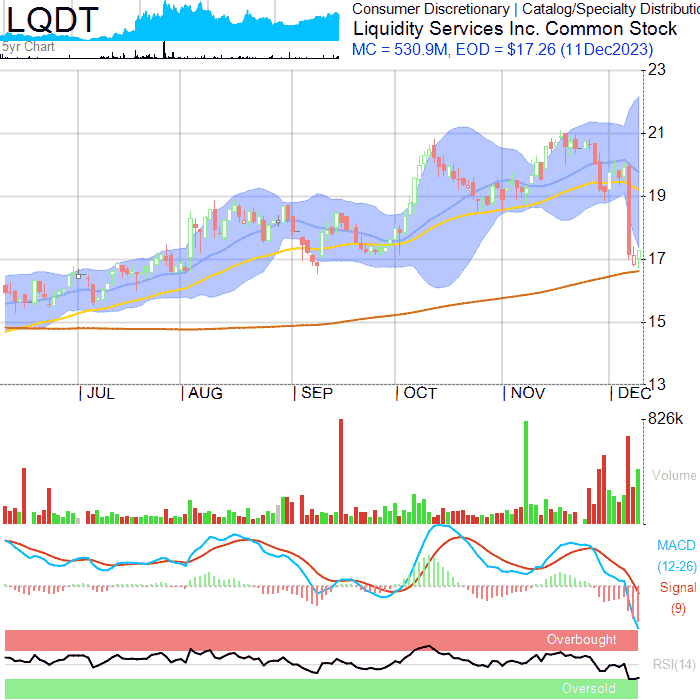 LQDT
5yr Chart
Consumer Discretionary | Catalog/Specialty Distributic
Liquidity Services Inc. Common Stock
MC = 530.9M, EOD = $17.26 (11Dec2023)
23
21
19
17
15
13
JUL AUG SEP OCT NOV DEC
826k
Volume
MACD
(12-26)
Signal
(9)
Overbought
RSI(14)
Oversold